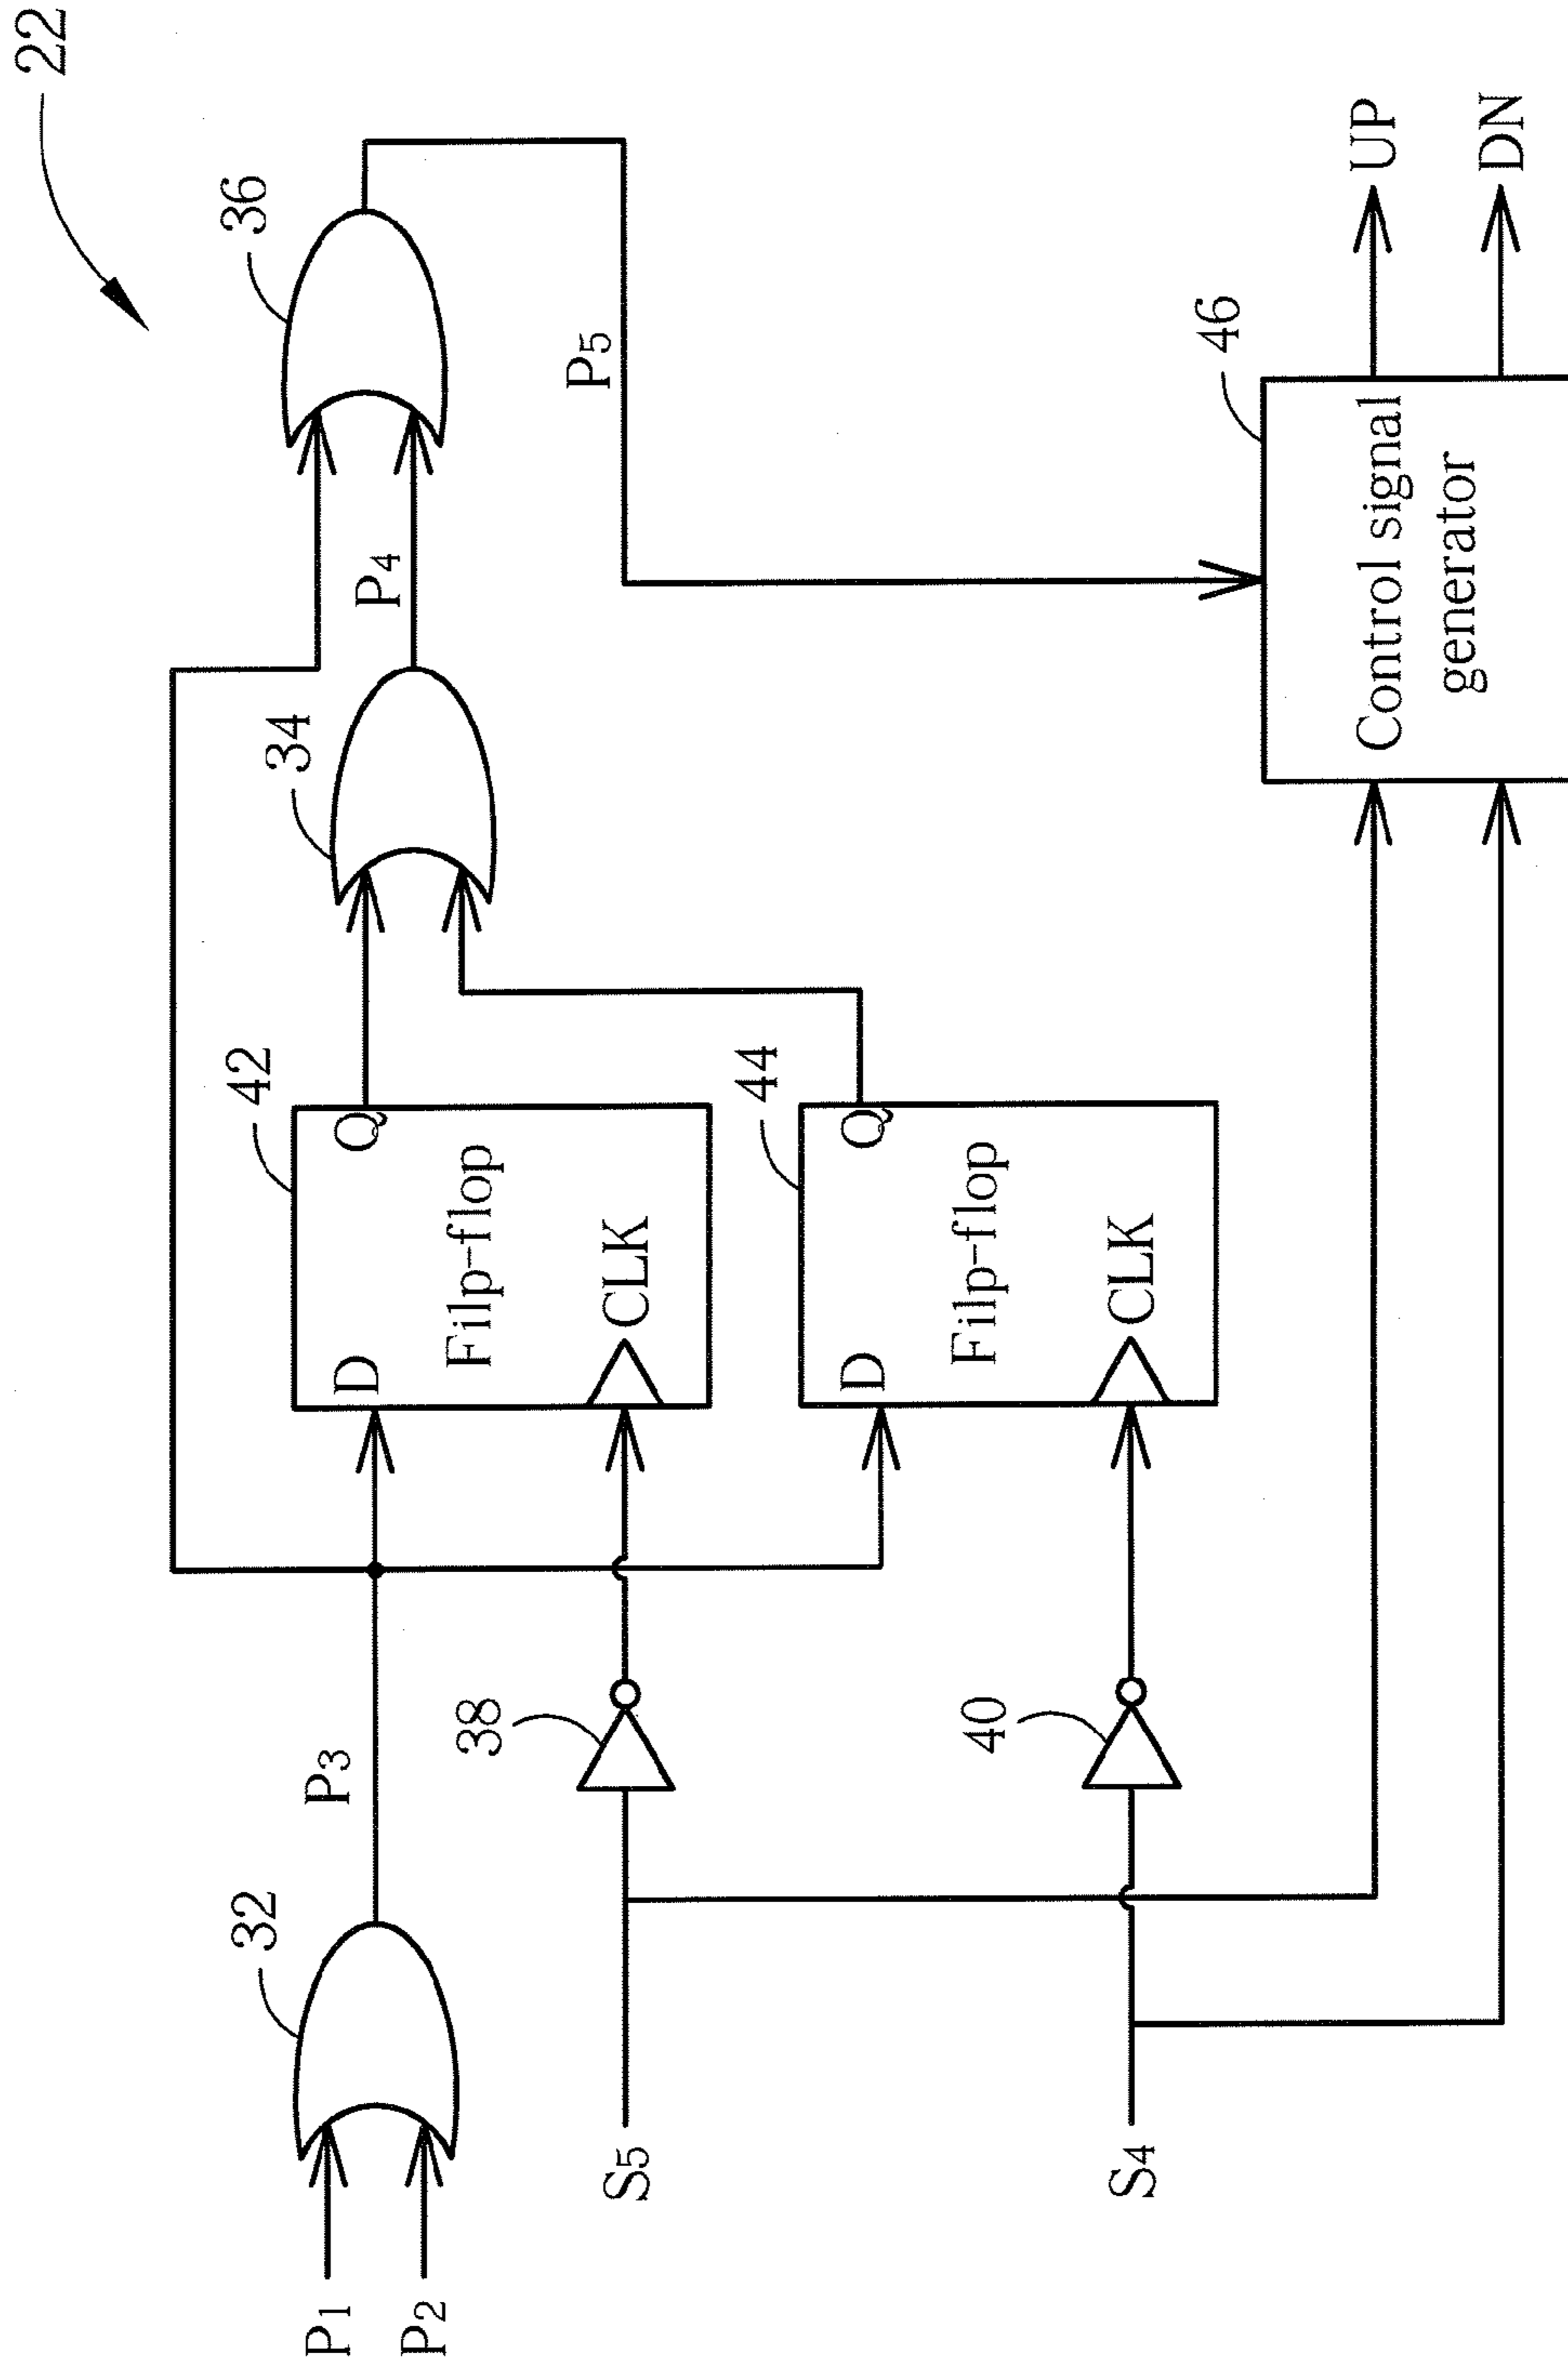 22
36
P5
P4
34
46
UP
DN
Control signal
generator
42
D
Q
Filp-flop
CLK
44
D
Q
Filp-flop
CLK
P3
32
38
40
P1
P2
S5
S4